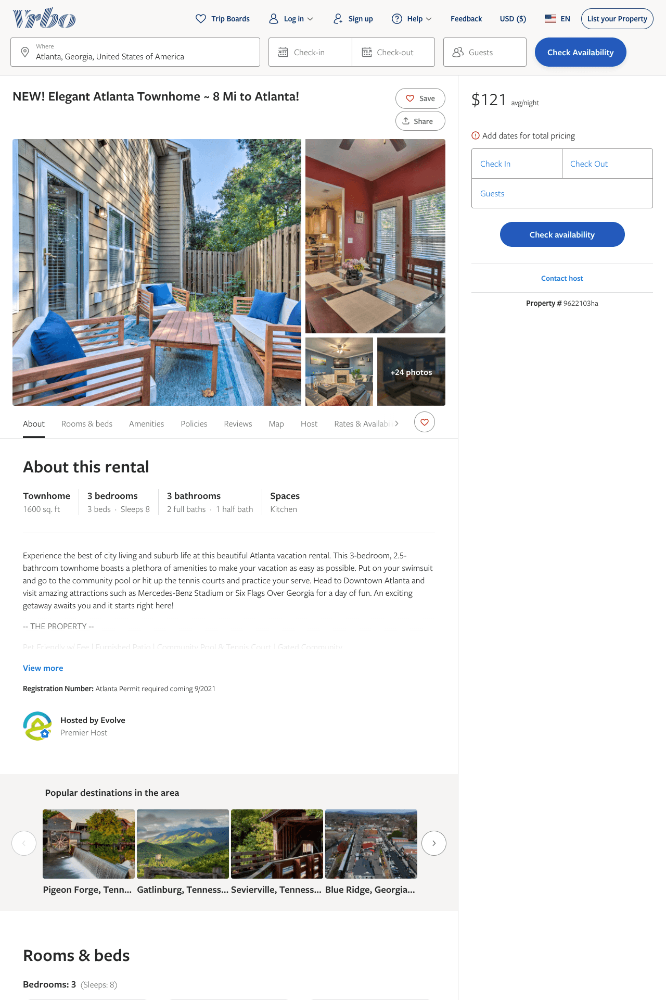 Vrbo
Trip Boards
Log in
Sign up
Help
Feedback
USD ($)
EN
List your Property
Where
Atlanta, Georgia, United States of America
Check-in
Check-out
Guests
Check Availability
NEW! Elegant Atlanta Townhome ~ 8 Mi to Atlanta!
Save
Share
+24 photos
$121 avg/night
Add dates for total pricing
Check In
Check Out
Guests
Check availability
Contact host
Property # 9622103ha
About
Rooms & beds
Amenities
Policies
Reviews
Map
Host
Rates & Availabili
About this rental
Townhome
1600 sq. ft
3 bedrooms
3 beds · Sleeps 8
3 bathrooms
2 full baths · 1 half bath
Spaces
Kitchen
Experience the best of city living and suburb life at this beautiful Atlanta vacation rental. This 3-bedroom, 2.5-
bathroom townhome boasts a plethora of amenities to make your vacation as easy as possible. Put on your swimsuit
and go to the community pool or hit up the tennis courts and practice your serve. Head to Downtown Atlanta and
visit amazing attractions such as Mercedes-Benz Stadium or Six Flags Over Georgia for a day of fun. An exciting
getaway awaits you and it starts right here!
-- THE PROPERTY --
Pet Friendly w/ Fee | Furnished Patio | Community Pool & Tennis Court | Gated Community
View more
Registration Number: Atlanta Permit required coming 9/2021
Hosted by Evolve
Premier Host
Popular destinations in the area
Pigeon Forge, Tenn...
Gatlinburg, Tenness...
Sevierville, Tenness...
Blue Ridge, Georgia...
Rooms & beds
Bedrooms: 3 (Sleeps: 8)